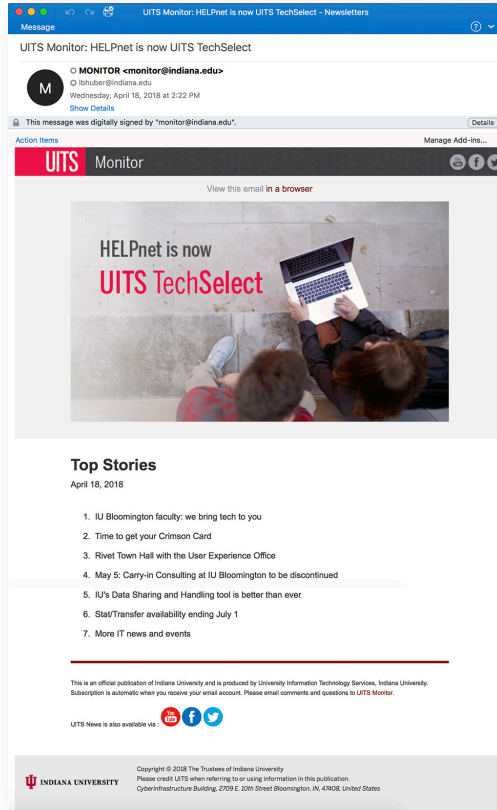 UITS Monitor: HELPnet is now UITS TechSelect - Newsletters
Message
UITS Monitor: HELPnet is now UITS TechSelect
M
MONITOR <monitor@indiana.edu>
lbhuber@indiana.edu
Wednesday, April 18, 2018 at 2:22 PM
Show Details
This message was digitally signed by "monitor@indiana.edu".
Details
Action Items
Manage Add-ins...
UITS Monitor
View this email in a browser
HELPnet is now
UITS TechSelect
Top Stories
April 18, 2018
1. IU Bloomington faculty: we bring tech to you
2. Time to get your Crimson Card
3. Rivet Town Hall with the User Experience Office
4. May 5: Carry-in Consulting at IU Bloomington to be discontinued
5. IU's Data Sharing and Handling tool is better than ever
6. Stat/Transfer availability ending July 1
7. More IT news and events
This is an official publication of Indiana University and is produced by University Information Technology Services, Indiana University.
Subscription is automatic when you receive your email account. Please email comments and questions to UITS Monitor.
UITS News is also available via :
You Tube
INDIANA UNIVERSITY
Copyright © 2018 The Trustees of Indiana University
Please credit UITS when referring to or using information in this publication.
Cyberinfrastructure Building, 2709 E. 10th Street Bloomington, IN, 47408, United States